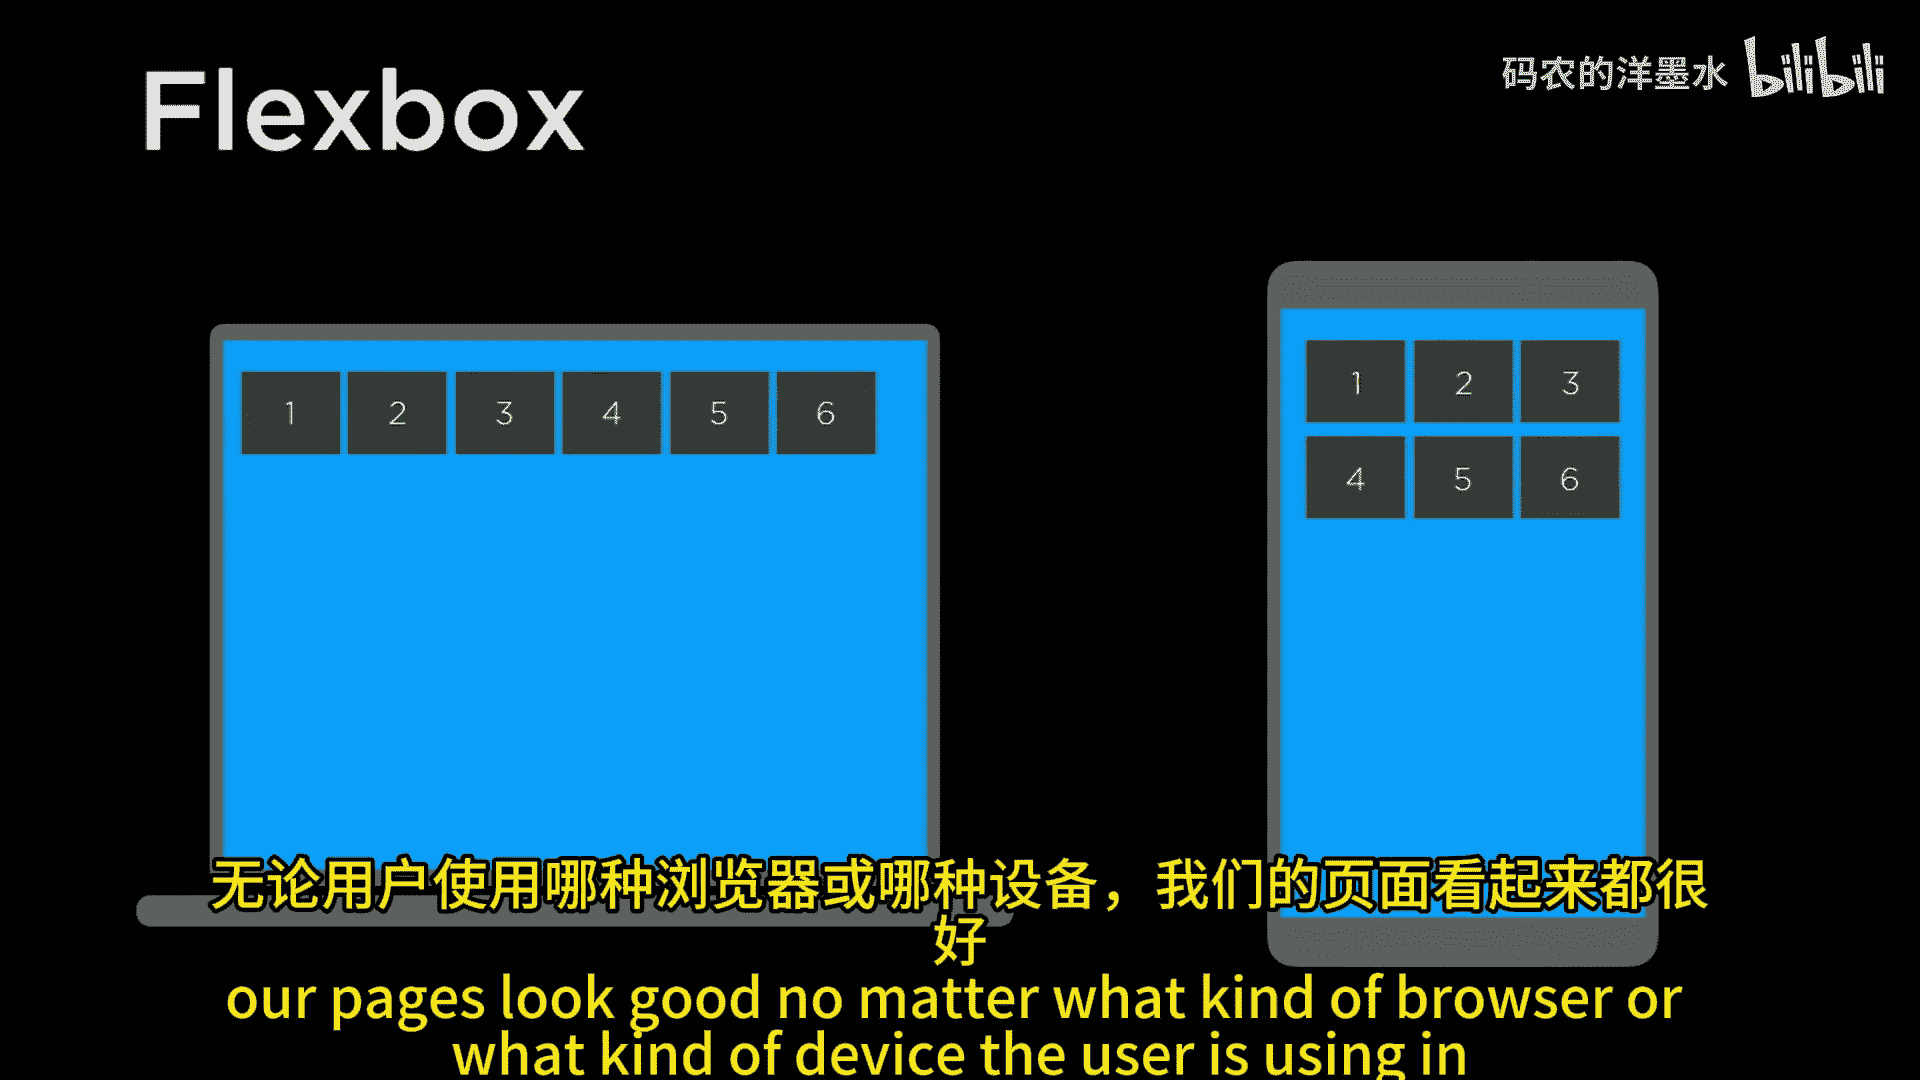 Flexbox
码农的洋墨水 bilibili
1 2 3 4 5 6
1 2 3
4 5 6
无论用户使用哪种浏览器或哪种设备，我们的页面看起来都很
好
our pages look good no matter what kind of browser or
what kind of device the user is using in